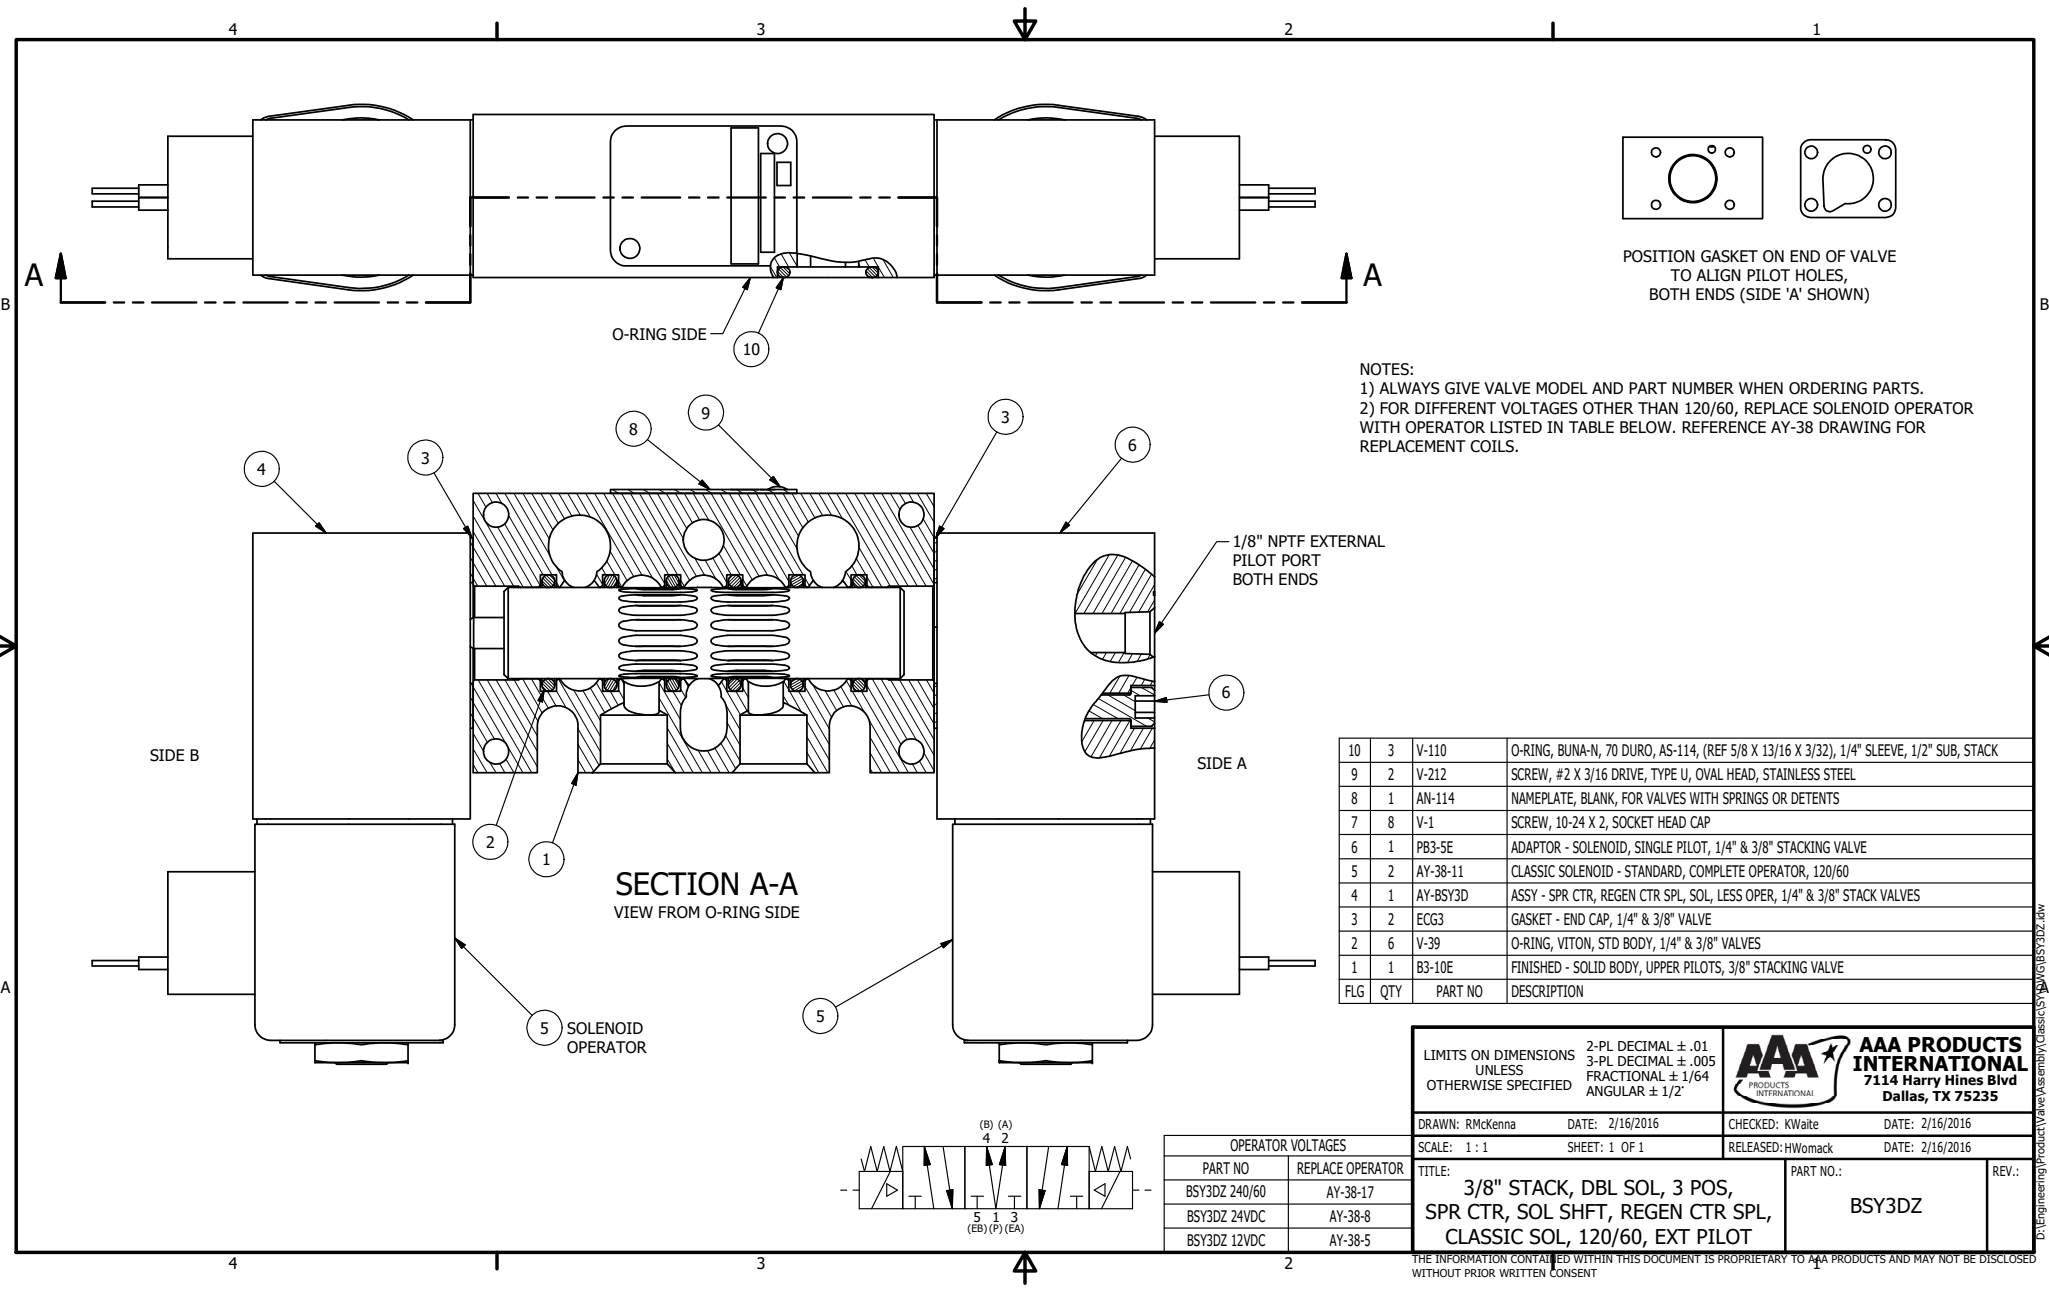 4 3 2 1
B B
A A
O-RING SIDE
10
POSITION GASKET ON END OF VALVE
TO ALIGN PILOT HOLES,
BOTH ENDS (SIDE 'A' SHOWN)
NOTES:
1) ALWAYS GIVE VALVE MODEL AND PART NUMBER WHEN ORDERING PARTS.
2) FOR DIFFERENT VOLTAGES OTHER THAN 120/60, REPLACE SOLENOID OPERATOR
WITH OPERATOR LISTED IN TABLE BELOW. REFERENCE AY-38 DRAWING FOR
REPLACEMENT COILS.
4 3 8 9 3 6
1/8" NPTF EXTERNAL
PILOT PORT
BOTH ENDS
6
SIDE B
SIDE A
2 1
SECTION A-A
VIEW FROM O-RING SIDE
5 SOLENOID
OPERATOR
5
10 3 V-110 O-RING, BUNA-N, 70 DURO, AS-114, (REF 5/8 X 13/16 X 3/32), 1/4" SLEEVE, 1/2" SUB, STACK
9 2 V-212 SCREW, #2 X 3/16 DRIVE, TYPE U, OVAL HEAD, STAINLESS STEEL
8 1 AN-114 NAMEPLATE, BLANK, FOR VALVES WITH SPRINGS OR DETENTS
7 8 V-1 SCREW, 10-24 X 2, SOCKET HEAD CAP
6 1 PB3-5E ADAPTOR - SOLENOID, SINGLE PILOT, 1/4" & 3/8" STACKING VALVE
5 2 AY-38-11 CLASSIC SOLENOID - STANDARD, COMPLETE OPERATOR, 120/60
4 1 AY-BSY3D ASSY - SPR CTR, REGEN CTR SPL, SOL, LESS OPER, 1/4" & 3/8" STACK VALVES
3 2 ECG3 GASKET - END CAP, 1/4" & 3/8" VALVE
2 6 V-39 O-RING, VITON, STD BODY, 1/4" & 3/8" VALVES
1 1 B3-10E FINISHED - SOLID BODY, UPPER PILOTS, 3/8" STACKING VALVE
FLG QTY PART NO DESCRIPTION
A A
D:\Engineering\Product\Valve\Assembly\Classic\SY\DWG\BSY3DZ.idw
(B) (A)
4 2
5 1 3
(EB) (P) (EA)
OPERATOR VOLTAGES
PART NO REPLACE OPERATOR
BSY3DZ 240/60 AY-38-17
BSY3DZ 24VDC AY-38-8
BSY3DZ 12VDC AY-38-5
LIMITS ON DIMENSIONS
UNLESS
OTHERWISE SPECIFIED
2-PL DECIMAL ± .01
3-PL DECIMAL ± .005
FRACTIONAL ± 1/64
ANGULAR ± 1/2°
AAA
PRODUCTS
INTERNATIONAL
AAA PRODUCTS
INTERNATIONAL
7114 Harry Hines Blvd
Dallas, TX 75235
DRAWN: RMcKenna DATE: 2/16/2016 CHECKED: KWaite DATE: 2/16/2016
SCALE: 1 : 1 SHEET: 1 OF 1 RELEASED: HWomack DATE: 2/16/2016
TITLE:
3/8" STACK, DBL SOL, 3 POS,
SPR CTR, SOL SHFT, REGEN CTR SPL,
CLASSIC SOL, 120/60, EXT PILOT
PART NO.:
BSY3DZ
REV.:
THE INFORMATION CONTAINED WITHIN THIS DOCUMENT IS PROPRIETARY TO AAA PRODUCTS AND MAY NOT BE DISCLOSED
WITHOUT PRIOR WRITTEN CONSENT
4 3 2 1